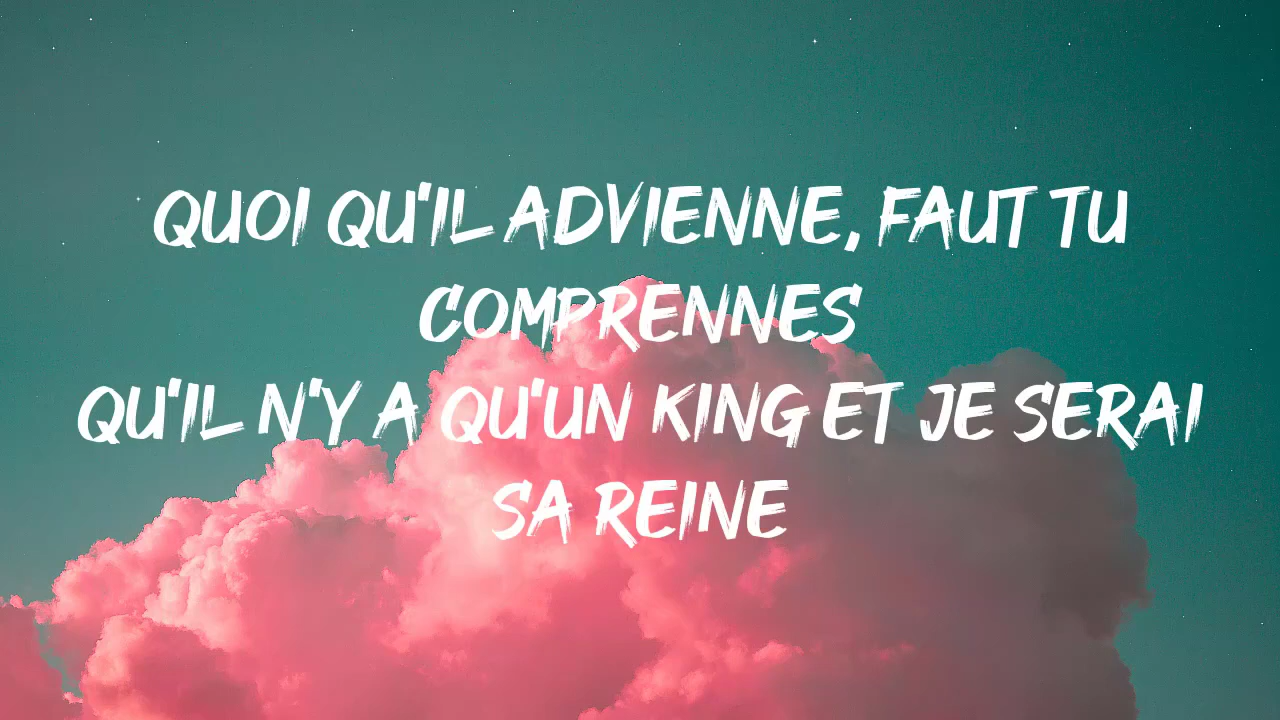 QUOI QU'IL ADVIENNE, FAUT TU
COMPRENNES
QU'IL N'Y A QU'UN KING ET JE SERAI
SA REINE